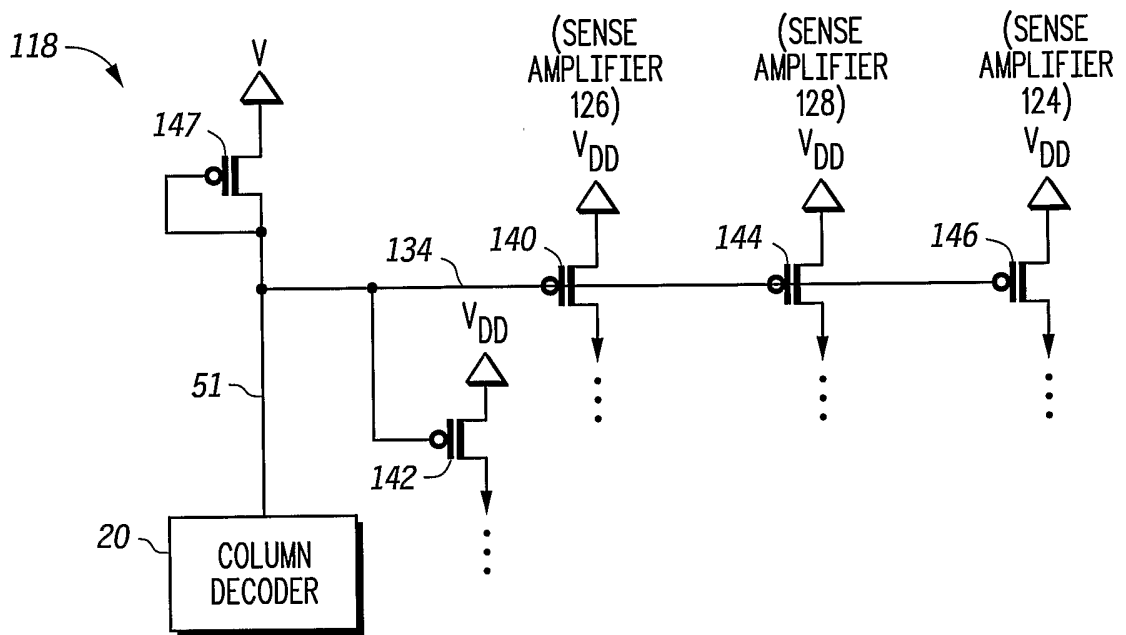 118
V
147
(SENSE
AMPLIFIER
126)
VDD
(SENSE
AMPLIFIER
128)
VDD
(SENSE
AMPLIFIER
124)
VDD
134
140
144
146
VDD
51
142
20
COLUMN
DECODER